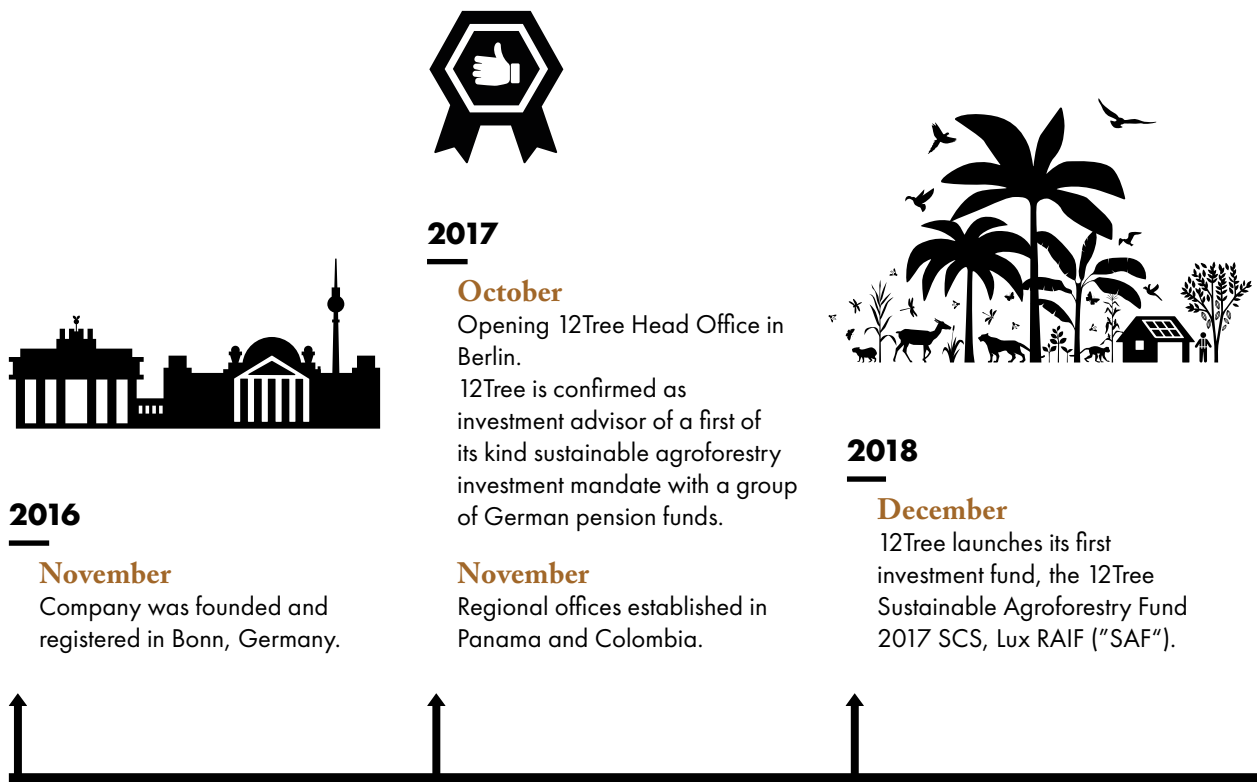 2016
November
Company was founded and
registered in Bonn, Germany.
2017
October
Opening 12Tree Head Office in
Berlin.
12Tree is confirmed as
investment advisor of a first of
its kind sustainable agroforestry
investment mandate with a group
of German pension funds.
November
Regional offices established in
Panama and Colombia.
2018
December
12Tree launches its first
investment fund, the 12Tree
Sustainable Agroforestry Fund
2017 SCS, Lux RAIF (”SAF“).